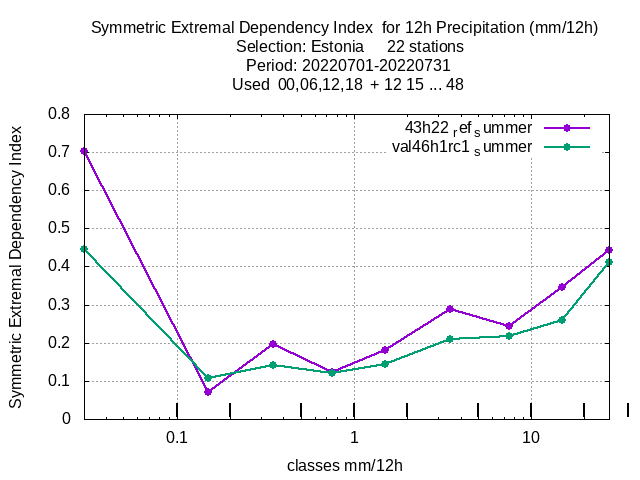 Symmetric Extremal Dependency Index  for 12h Precipitation (mm/12h)
Selection: Estonia     22 stations
Period: 20220701-20220731
Used  00,06,12,18  + 12 15 ... 48
43h22 ref summer
val46h1rc1 summer
Symmetric Extremal Dependency Index
0.8
0.7
0.6
0.5
0.4
0.3
0.2
0.1
0
0.1 1 10
classes mm/12h